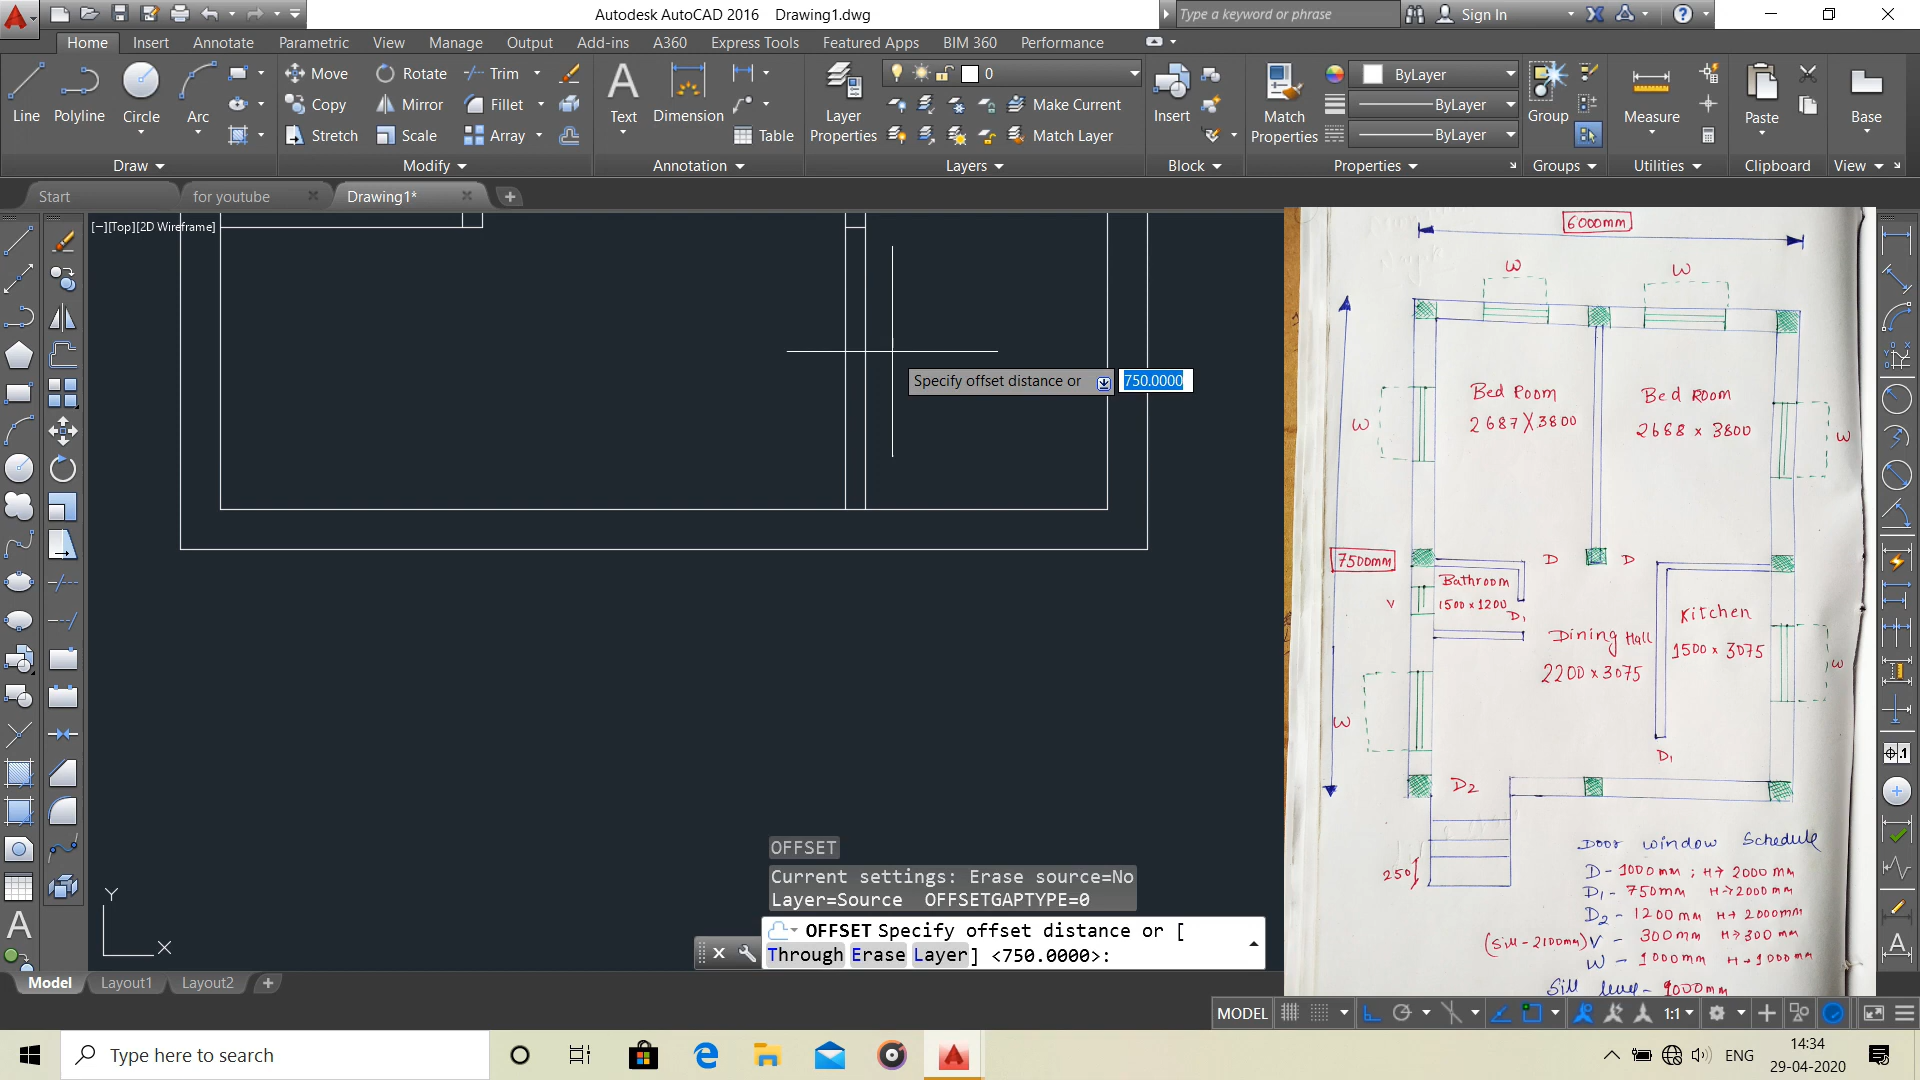 Autodesk AutoCAD 2016 Drawing1.dwg
Type a keyword or phrase
Sign In
Home Insert Annotate Parametric View Manage Output Add-ins A360 Express Tools Featured Apps BIM 360 Performance
Line Polyline Circle Arc
Move Rotate Trim
Copy Mirror Fillet
Stretch Scale Array
Text Dimension Table
Layer Properties
0
Make Current
Match Layer
Insert
Match Properties
ByLayer
ByLayer
ByLayer
Group Measure Paste Base
Draw Modify Annotation Layers Block Properties Groups Utilities Clipboard View
Start for youtube Drawing1*
[−][Top][2D Wireframe]
Specify offset distance or 750.0000
Y
X
OFFSET
Current settings: Erase source=No
Layer=Source OFFSETGAPTYPE=0
OFFSET Specify offset distance or [
Through Erase Layer] <750.0000>:
Model Layout1 Layout2
6000mm
W W
Bed Room
2687 X 3800
Bed Room
2668 x 3800
W W
7500mm
D D
Bathroom
1500 x 1200
V
D1
Kitchen
1500 x 3075
Dining Hall
2200 x 3075
W
W
D1
D2
250
Door window Schedule
D - 1000 mm ; H → 2000 mm
D1 - 750mm H → 2000 mm
D2 - 1200 mm H → 2000mm
(Sill - 2100mm) V - 300mm H → 300 mm
W - 1000mm H → 1000mm
Sill level - 9000mm
MODEL 1:1
Type here to search
ENG
14:34
29-04-2020